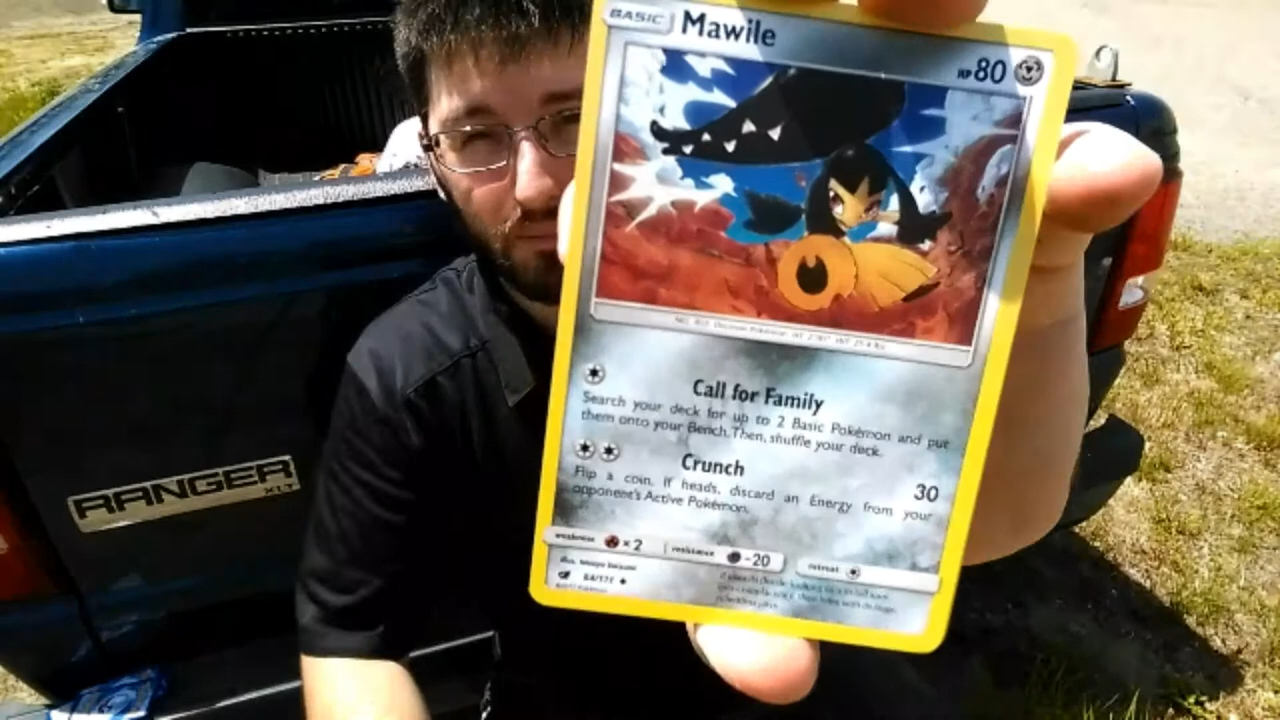 BASIC Mawile HP 80
Call for Family
Search your deck for up to 2 Basic Pokémon and put
them onto your Bench. Then, shuffle your deck.
Crunch 30
Flip a coin. If heads, discard an Energy from your
opponent's Active Pokémon.
weakness ×2 resistance -20 retreat
RANGER
XLT